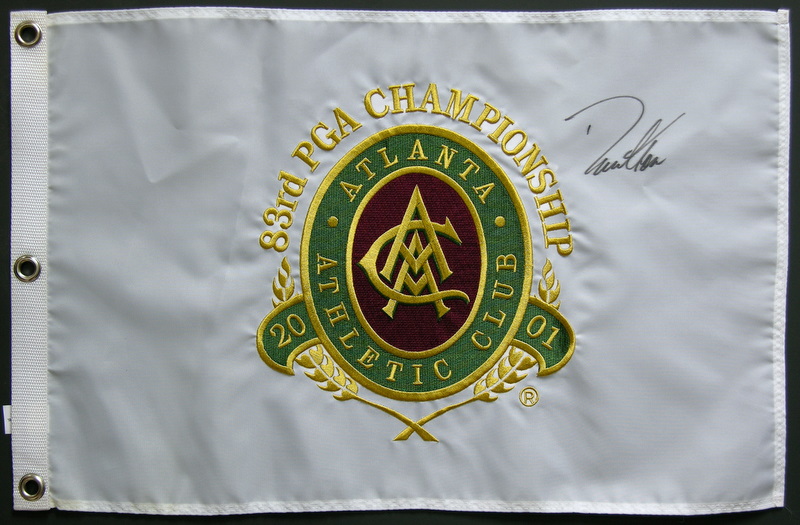 83rd PGA CHAMPIONSHIP
ATLANTA
ATHLETIC CLUB
20 01
®